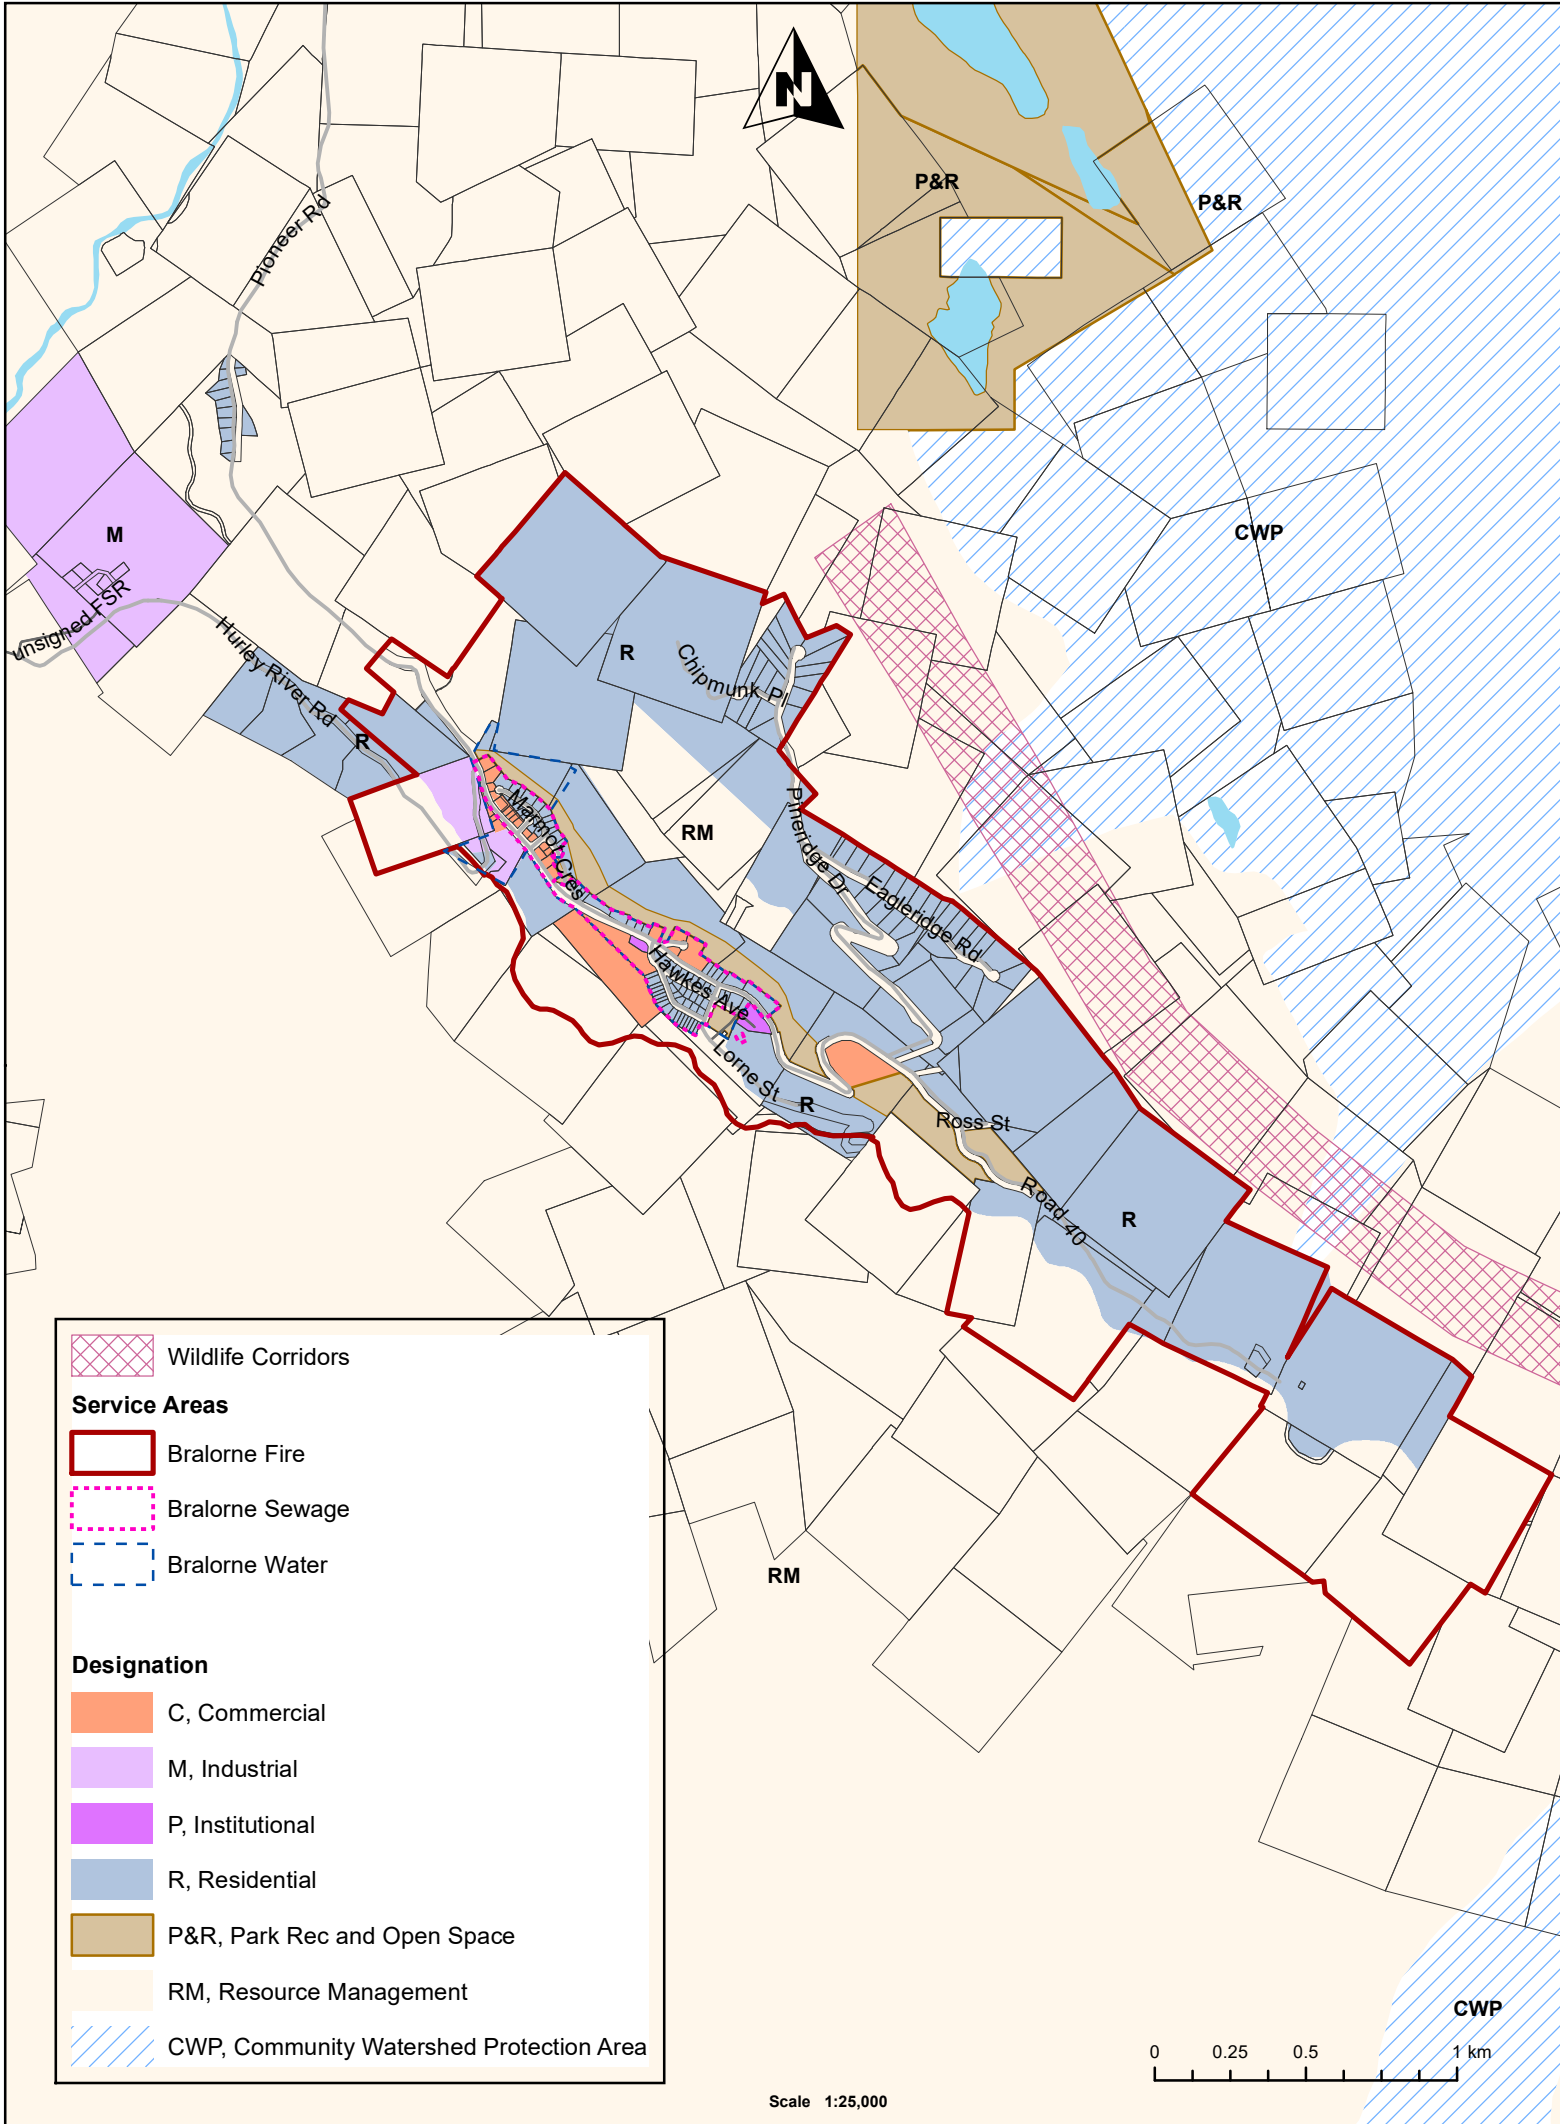 N
P&R
P&R
Pioneer Rd
M
CWP
unsigned FSR
Hurley River Rd
R
Chipmunk Pl
R
Marmot Cres
Pineridge Dr
RM
Eagleridge Rd
Hawkes Ave
Lorne St
R
Ross St
Road 40
R
Wildlife Corridors
Service Areas
Bralorne Fire
Bralorne Sewage
Bralorne Water
RM
Designation
C, Commercial
M, Industrial
P, Institutional
R, Residential
P&R, Park Rec and Open Space
RM, Resource Management
CWP, Community Watershed Protection Area
CWP
0 0.25 0.5 1 km
Scale 1:25,000